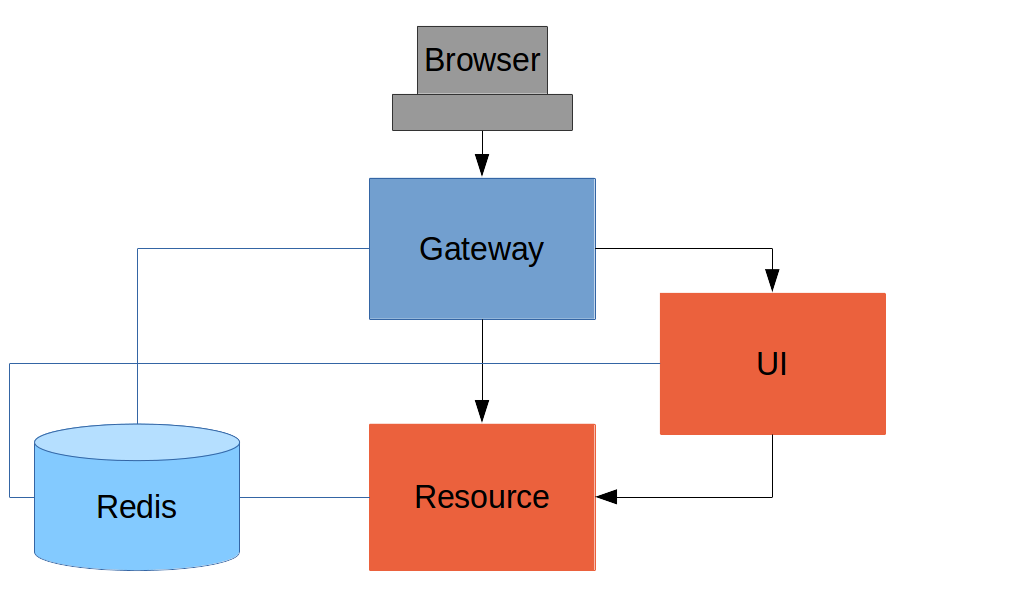 Browser
Gateway
UI
Resource
Redis